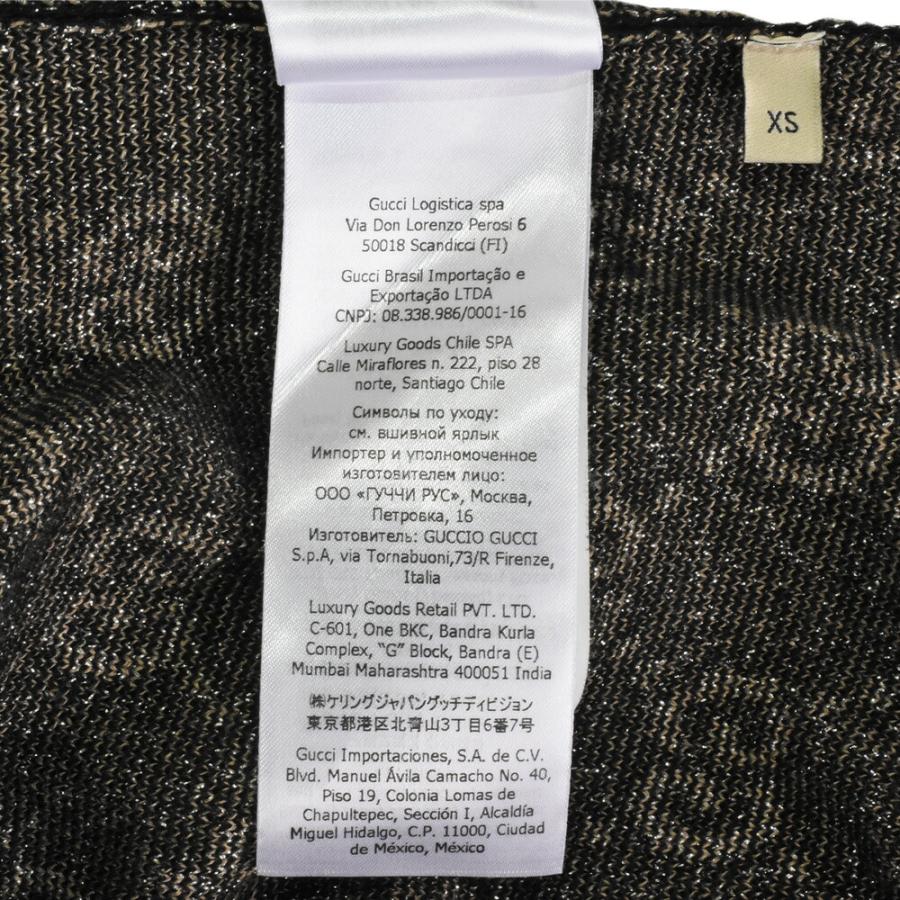 XS
Gucci Logistica spa
Via Don Lorenzo Perosi 6
50018 Scandicci (FI)
Gucci Brasil Importação e
Exportação LTDA
CNPJ: 08.338.986/0001-16
Luxury Goods Chile SPA
Calle Miraflores n. 222, piso 28
norte, Santiago Chile
Символы по уходу:
см. вшивной ярлык
Импортер и уполномоченное
изготовителем лицо:
ООО «ГУЧЧИ РУС», Москва,
Петровка, 16
Изготовитель: GUCCIO GUCCI
S.p.A, via Tornabuoni,73/R Firenze,
Italia
Luxury Goods Retail PVT. LTD.
C-601, One BKC, Bandra Kurla
Complex, “G” Block, Bandra (E)
Mumbai Maharashtra 400051 India
㈱ケリングジャパングッチディビジョン
東京都港区北青山3丁目6番7号
Gucci Importaciones, S.A. de C.V.
Blvd. Manuel Ávila Camacho No. 40,
Piso 19, Colonia Lomas de
Chapultepec, Sección I, Alcaldía
Miguel Hidalgo, C.P. 11000, Ciudad
de México, México